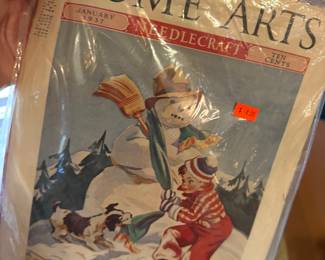 OME ARTS
JANUARY
1937
NEEDLECRAFT
TEN
CENTS